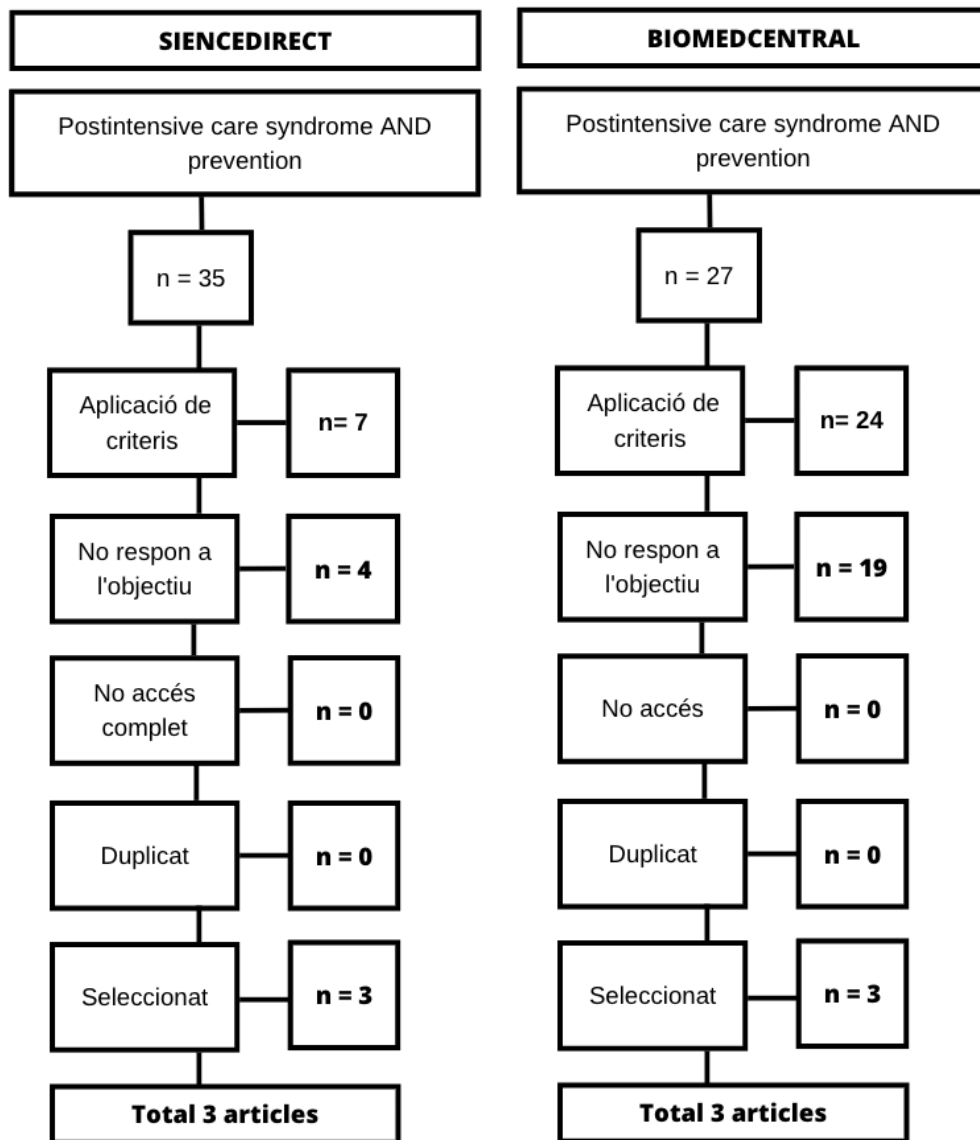 SIENCEDIRECT
Postintensive care syndrome AND
prevention
n = 35
Aplicació de
criteris
n= 7
No respon a
l'objectiu
n = 4
No accés
complet
n = 0
Duplicat
n = 0
Seleccionat
n = 3
Total 3 articles
BIOMEDCENTRAL
Postintensive care syndrome AND
prevention
n = 27
Aplicació de
criteris
n= 24
No respon a
l'objectiu
n = 19
No accés
n = 0
Duplicat
n = 0
Seleccionat
n = 3
Total 3 articles